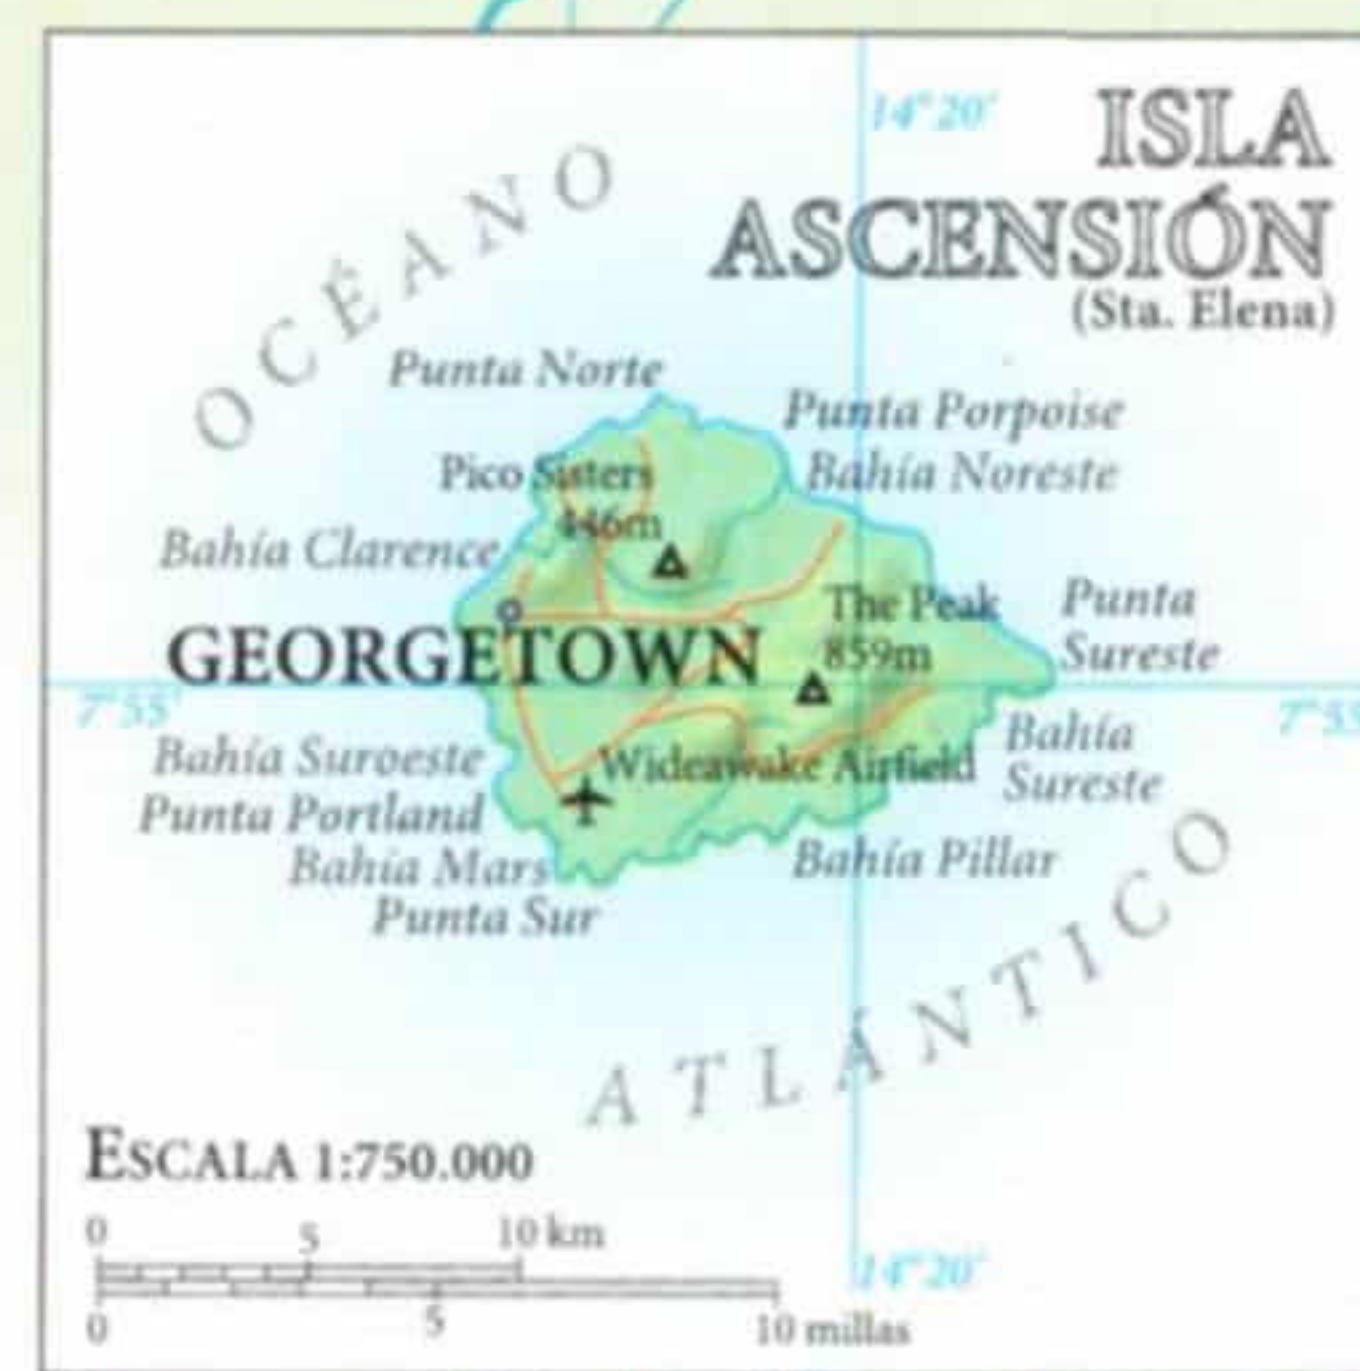 ISLA
ASCENSIÓN
(Sta. Elena)
14°20'
OCÉANO
Punta Norte
Punta Porpoise
Pico Sisters
446m
Bahía Noreste
Bahía Clarence
The Peak
859m
Punta
Sureste
GEORGETOWN
7°55'
7°55
Bahía Suroeste
Wideawake Airfield
Bahía
Sureste
Punta Portland
Bahía Mars
Bahía Pillar
Punta Sur
ATLÁNTICO
ESCALA 1:750.000
0 5 10 km
14°20'
0 5 10 millas